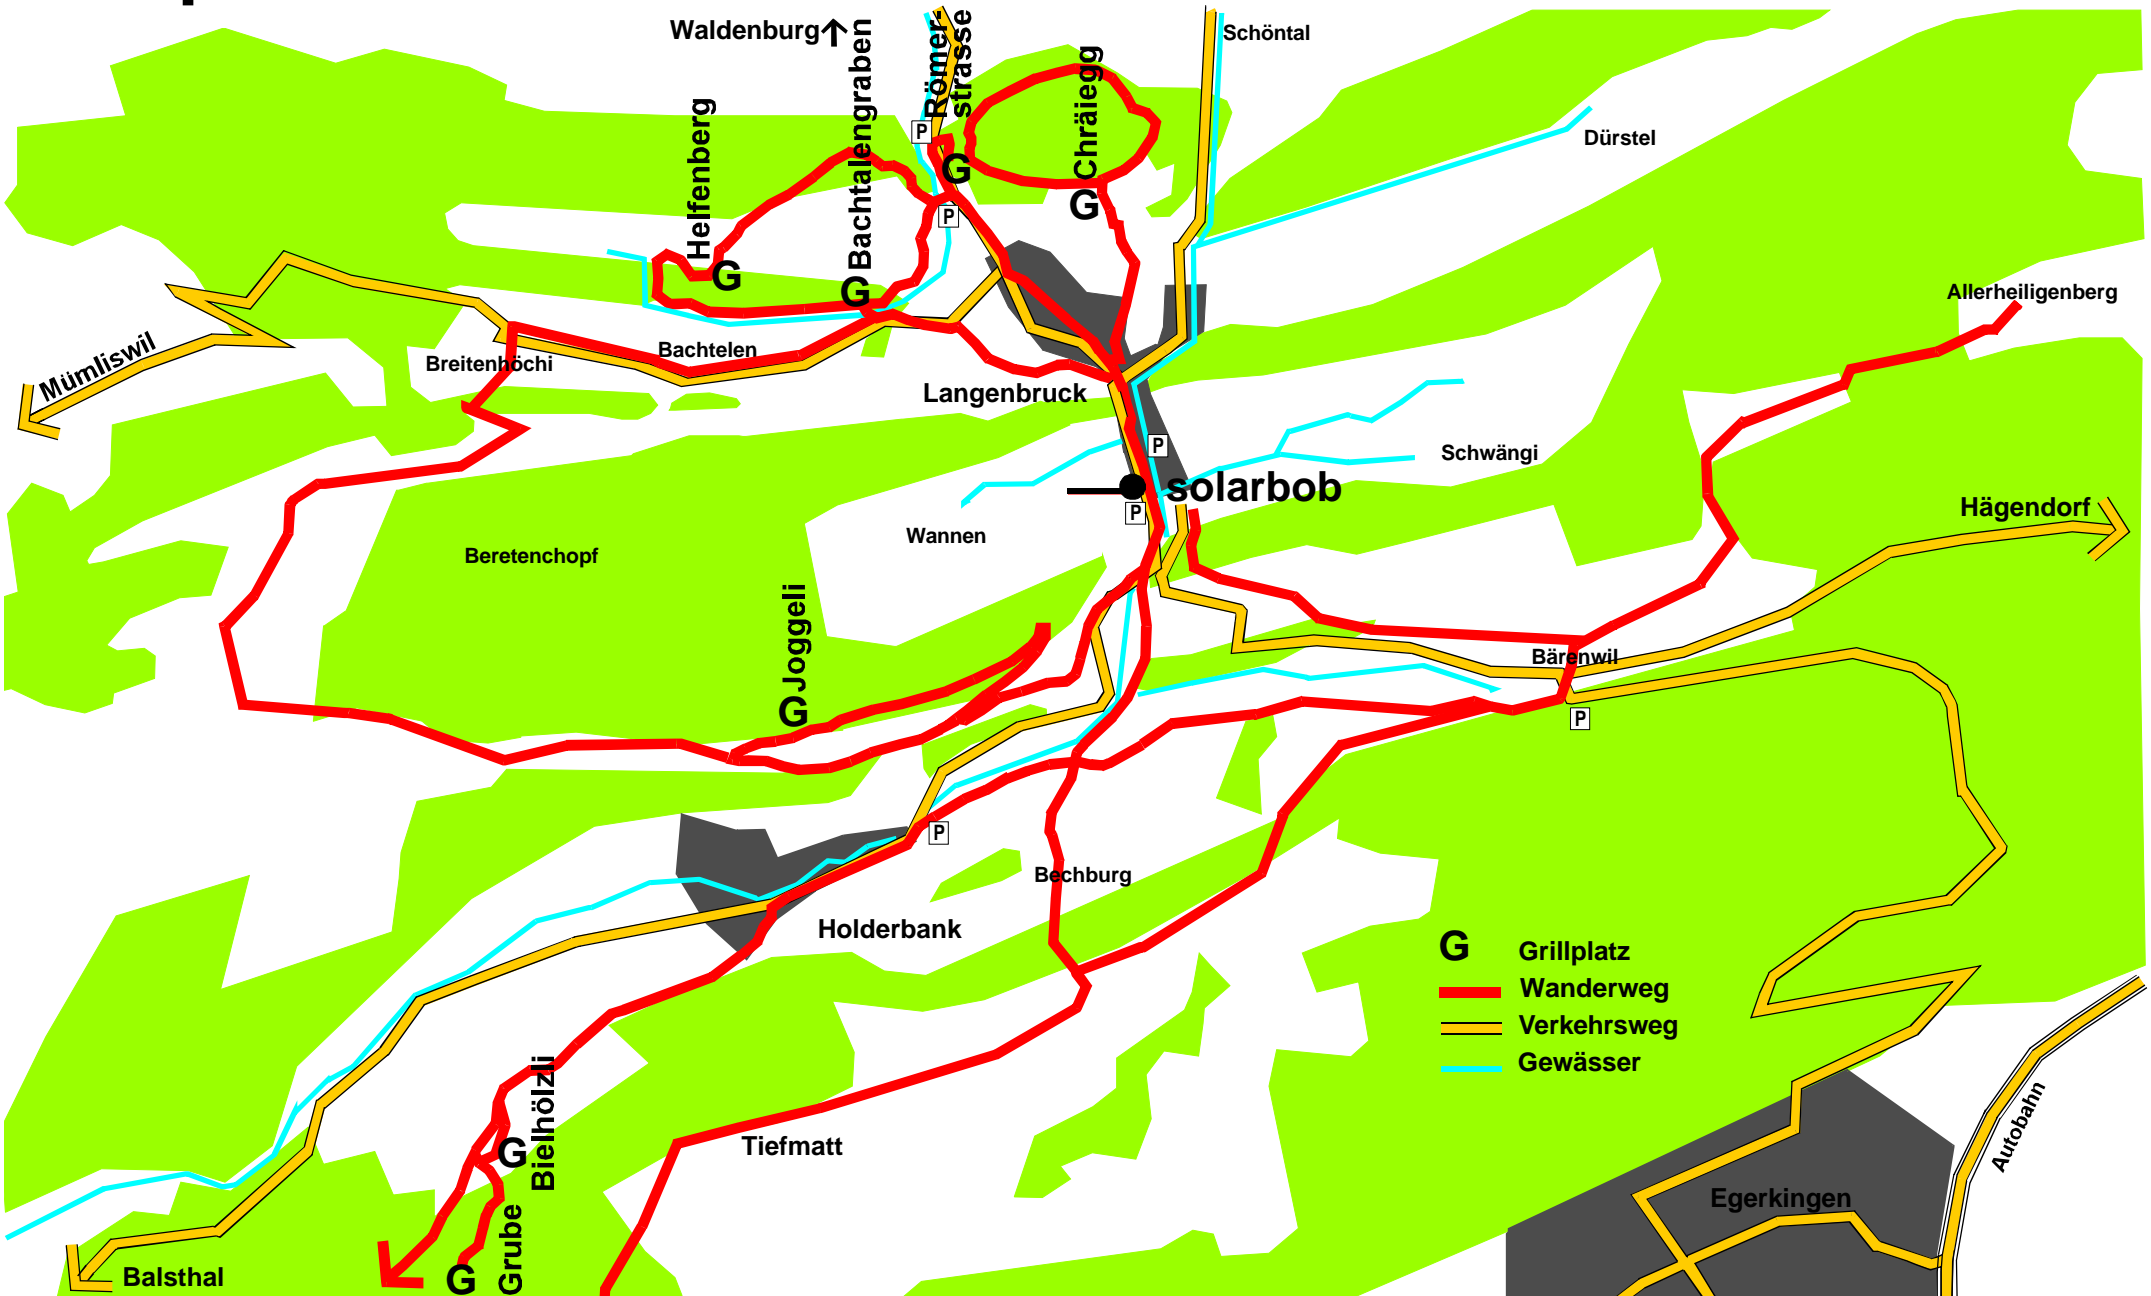 Waldenburg
Bachtalengraben
Römer-
strasse
Schöntal
Chräiegg
Helfenberg
P
G
Dürstel
G
P
G
G
Allerheiligenberg
Mümliswil
Breitenhöchi
Bachtelen
Langenbruck
P
Schwängi
solarbob
P
Hägendorf
Wannen
Beretenchopf
Joggeli
G
Bärenwil
P
P
Bechburg
Holderbank
G Grillplatz
Wanderweg
Verkehrsweg
Gewässer
Bielhölzli
G
Tiefmatt
Autobahn
Egerkingen
Grube
G
Balsthal